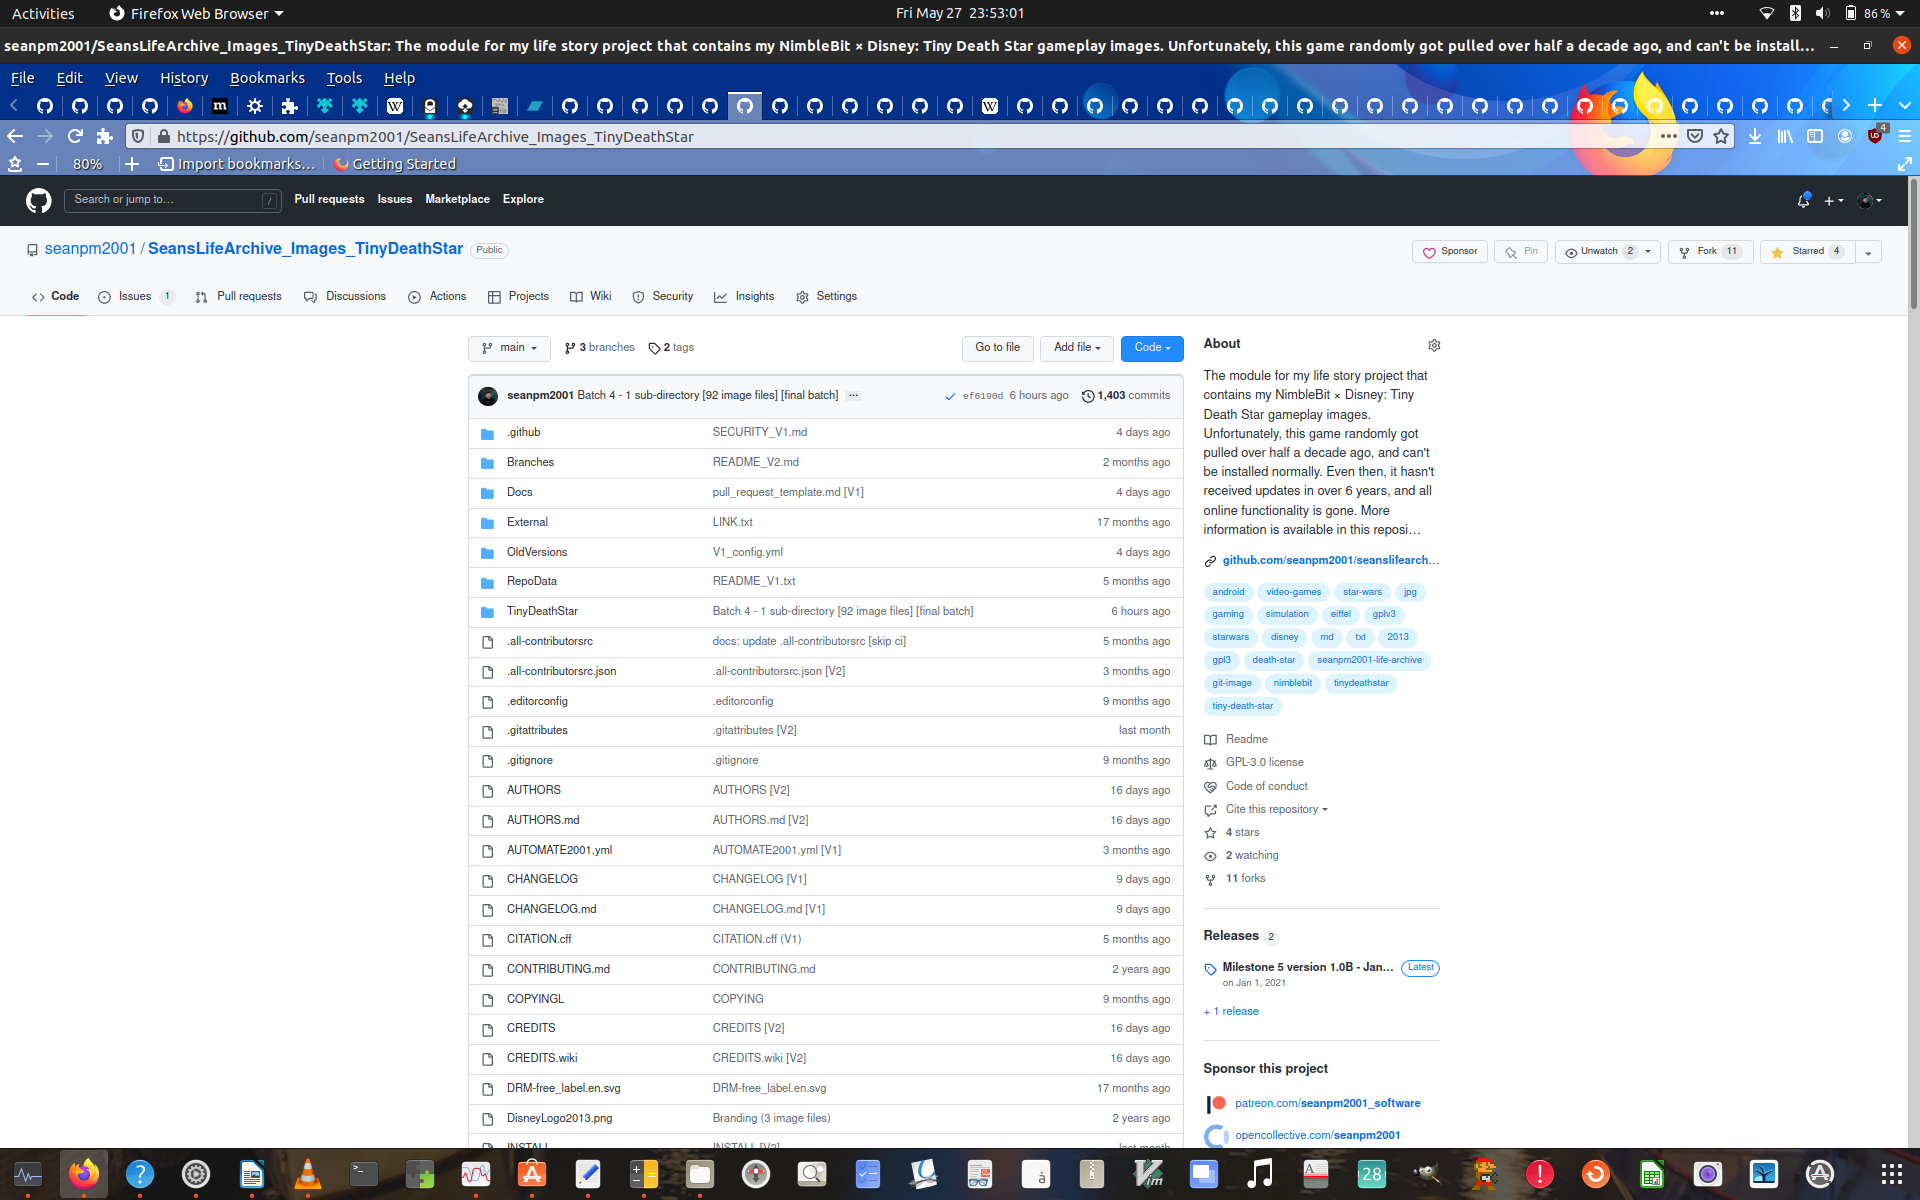 Activities
Firefox Web Browser
Fri May 27 23:53:01
86 %
seanpm2001/SeansLifeArchive_Images_TinyDeathStar: The module for my life story project that contains my NimbleBit × Disney: Tiny Death Star gameplay images. Unfortunately, this game randomly got pulled over half a decade ago, and can't be install…
File Edit View History Bookmarks Tools Help
https://github.com/seanpm2001/SeansLifeArchive_Images_TinyDeathStar
4
80%
Import bookmarks…
Getting Started
Search or jump to…
/
Pull requests Issues Marketplace Explore
seanpm2001 / SeansLifeArchive_Images_TinyDeathStar Public
Sponsor Pin Unwatch 2 Fork 11 Starred 4
Code Issues 1 Pull requests Discussions Actions Projects Wiki Security Insights Settings
main 3 branches 2 tags
Go to file Add file Code
seanpm2001 Batch 4 - 1 sub-directory [92 image files] [final batch] … ef6190d 6 hours ago 1,403 commits
.github SECURITY_V1.md 4 days ago
Branches README_V2.md 2 months ago
Docs pull_request_template.md [V1] 4 days ago
External LINK.txt 17 months ago
OldVersions V1_config.yml 4 days ago
RepoData README_V1.txt 5 months ago
TinyDeathStar Batch 4 - 1 sub-directory [92 image files] [final batch] 6 hours ago
.all-contributorsrc docs: update .all-contributorsrc [skip ci] 5 months ago
.all-contributorsrc.json .all-contributorsrc.json [V2] 3 months ago
.editorconfig .editorconfig 9 months ago
.gitattributes .gitattributes [V2] last month
.gitignore .gitignore 9 months ago
AUTHORS AUTHORS [V2] 16 days ago
AUTHORS.md AUTHORS.md [V2] 16 days ago
AUTOMATE2001.yml AUTOMATE2001.yml [V1] 3 months ago
CHANGELOG CHANGELOG [V1] 9 days ago
CHANGELOG.md CHANGELOG.md [V1] 9 days ago
CITATION.cff CITATION.cff (V1) 5 months ago
CONTRIBUTING.md CONTRIBUTING.md 2 years ago
COPYINGL COPYING 9 months ago
CREDITS CREDITS [V2] 16 days ago
CREDITS.wiki CREDITS.wiki [V2] 16 days ago
DRM-free_label.en.svg DRM-free_label.en.svg 17 months ago
DisneyLogo2013.png Branding (3 image files) 2 years ago
INSTALL INSTALL [V2] last month
About
The module for my life story project that
contains my NimbleBit × Disney: Tiny
Death Star gameplay images.
Unfortunately, this game randomly got
pulled over half a decade ago, and can't
be installed normally. Even then, it hasn't
received updates in over 6 years, and all
online functionality is gone. More
information is available in this reposi…
github.com/seanpm2001/seanslifearch…
android video-games star-wars jpg
gaming simulation eiffel gplv3
starwars disney md txt 2013
gpl3 death-star seanpm2001-life-archive
git-image nimblebit tinydeathstar
tiny-death-star
Readme
GPL-3.0 license
Code of conduct
Cite this repository
4 stars
2 watching
11 forks
Releases 2
Milestone 5 version 1.0B - Jan… Latest
on Jan 1, 2021
+ 1 release
Sponsor this project
patreon.com/seanpm2001_software
opencollective.com/seanpm2001
28